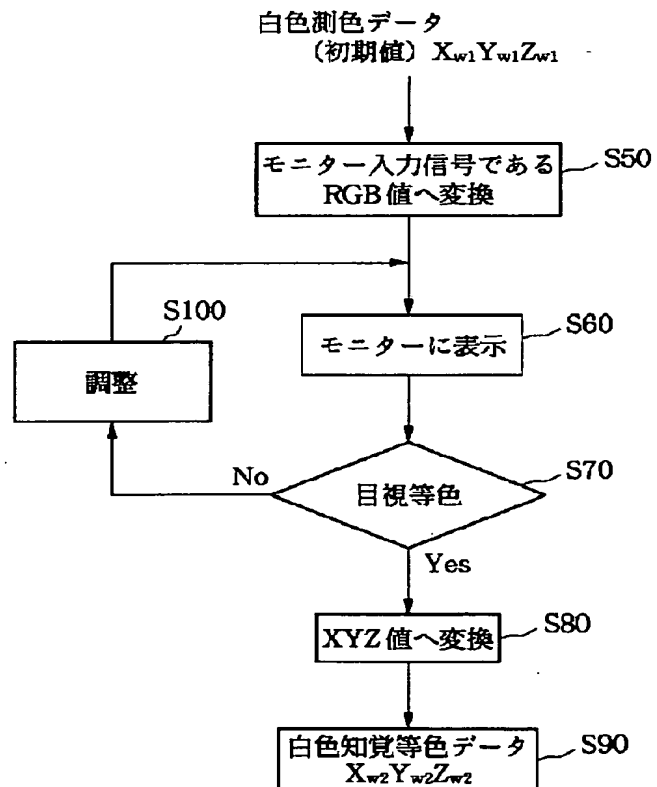 白色測色データ
(初期値) Xw1Yw1Zw1
モニター入力信号である
RGB値へ変換
S50
S100
調整
モニターに表示
S60
No
目視等色
S70
Yes
XYZ値へ変換
S80
白色知覚等色データ
Xw2Yw2Zw2
S90